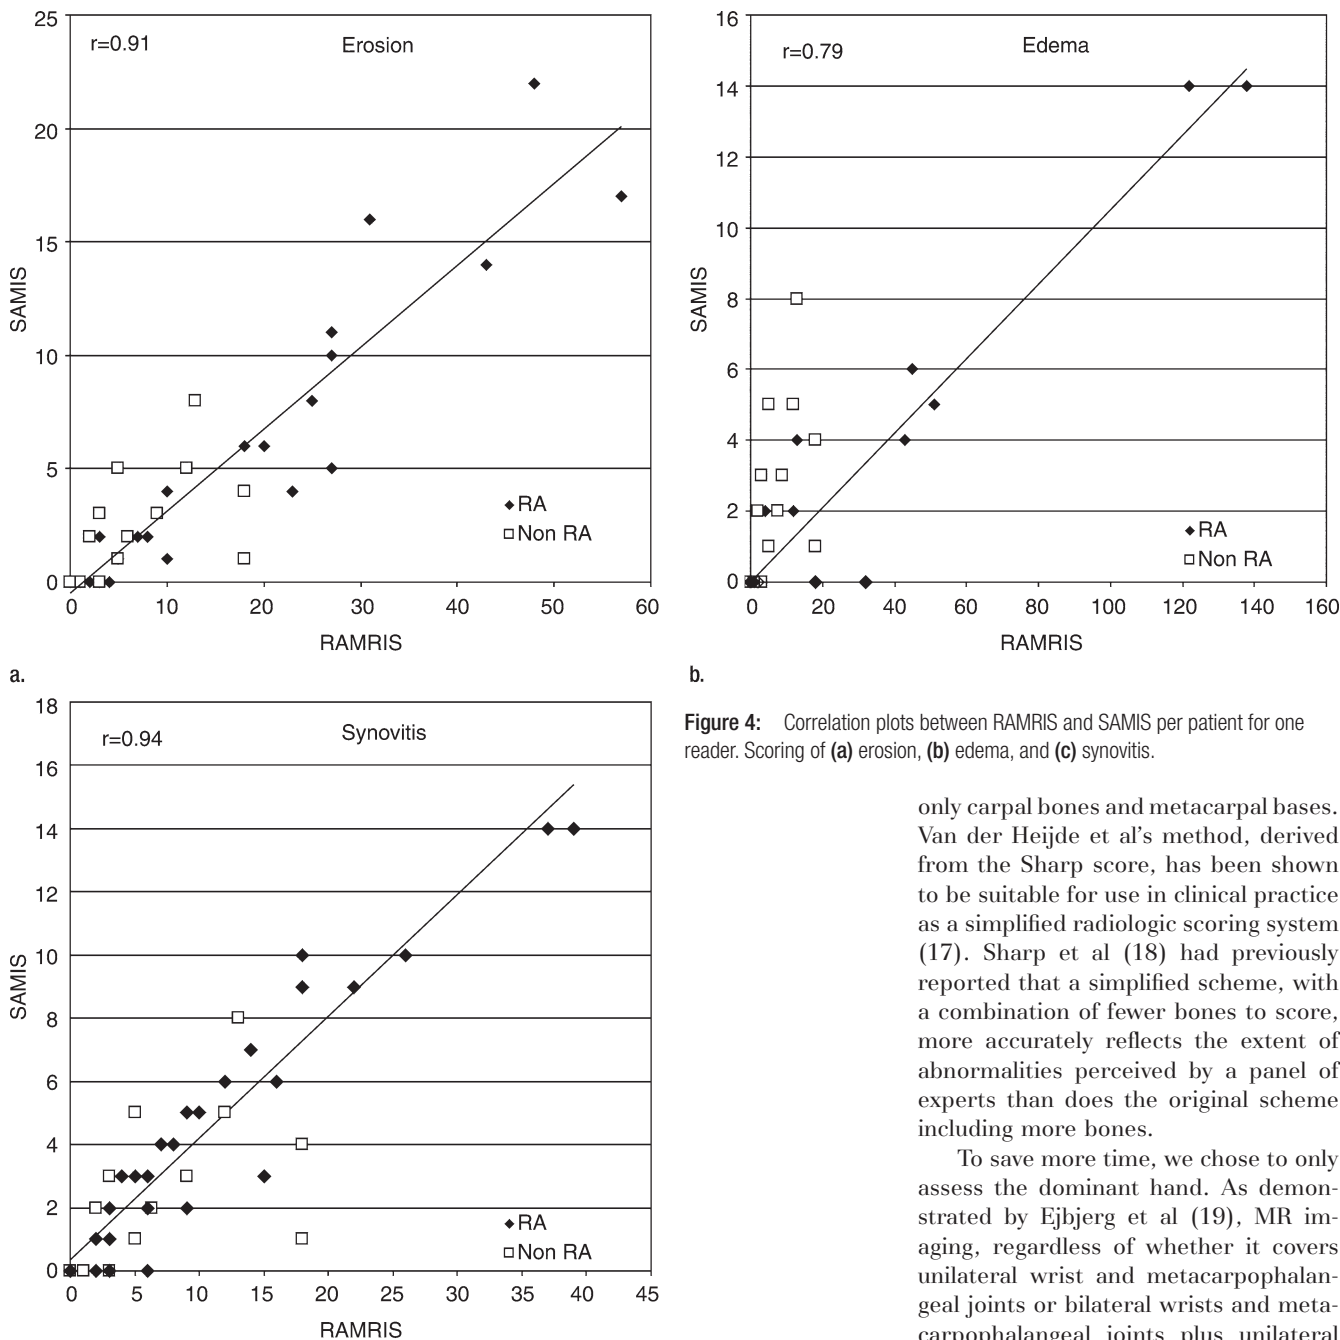 r=0.91
Erosion
25
20
15
10
5
0
SAMIS
RA
Non RA
0 10 20 30 40 50 60
RAMRIS
a.
r=0.79
Edema
16
14
12
10
8
6
4
2
0
SAMIS
RA
Non RA
0 20 40 60 80 100 120 140 160
RAMRIS
b.
r=0.94
Synovitis
18
16
14
12
10
8
6
4
2
0
SAMIS
RA
Non RA
0 5 10 15 20 25 30 35 40 45
RAMRIS
Figure 4: Correlation plots between RAMRIS and SAMIS per patient for one
reader. Scoring of (a) erosion, (b) edema, and (c) synovitis.
only carpal bones and metacarpal bases.
Van der Heijde et al’s method, derived
from the Sharp score, has been shown
to be suitable for use in clinical practice
as a simplified radiologic scoring system
(17). Sharp et al (18) had previously
reported that a simplified scheme, with
a combination of fewer bones to score,
more accurately reflects the extent of
abnormalities perceived by a panel of
experts than does the original scheme
including more bones.
To save more time, we chose to only
assess the dominant hand. As demon-
strated by Ejbjerg et al (19), MR im-
aging, regardless of whether it covers
unilateral wrist and metacarpophalan-
geal joints or bilateral wrists and meta-
carpophalangeal joints plus unilateral